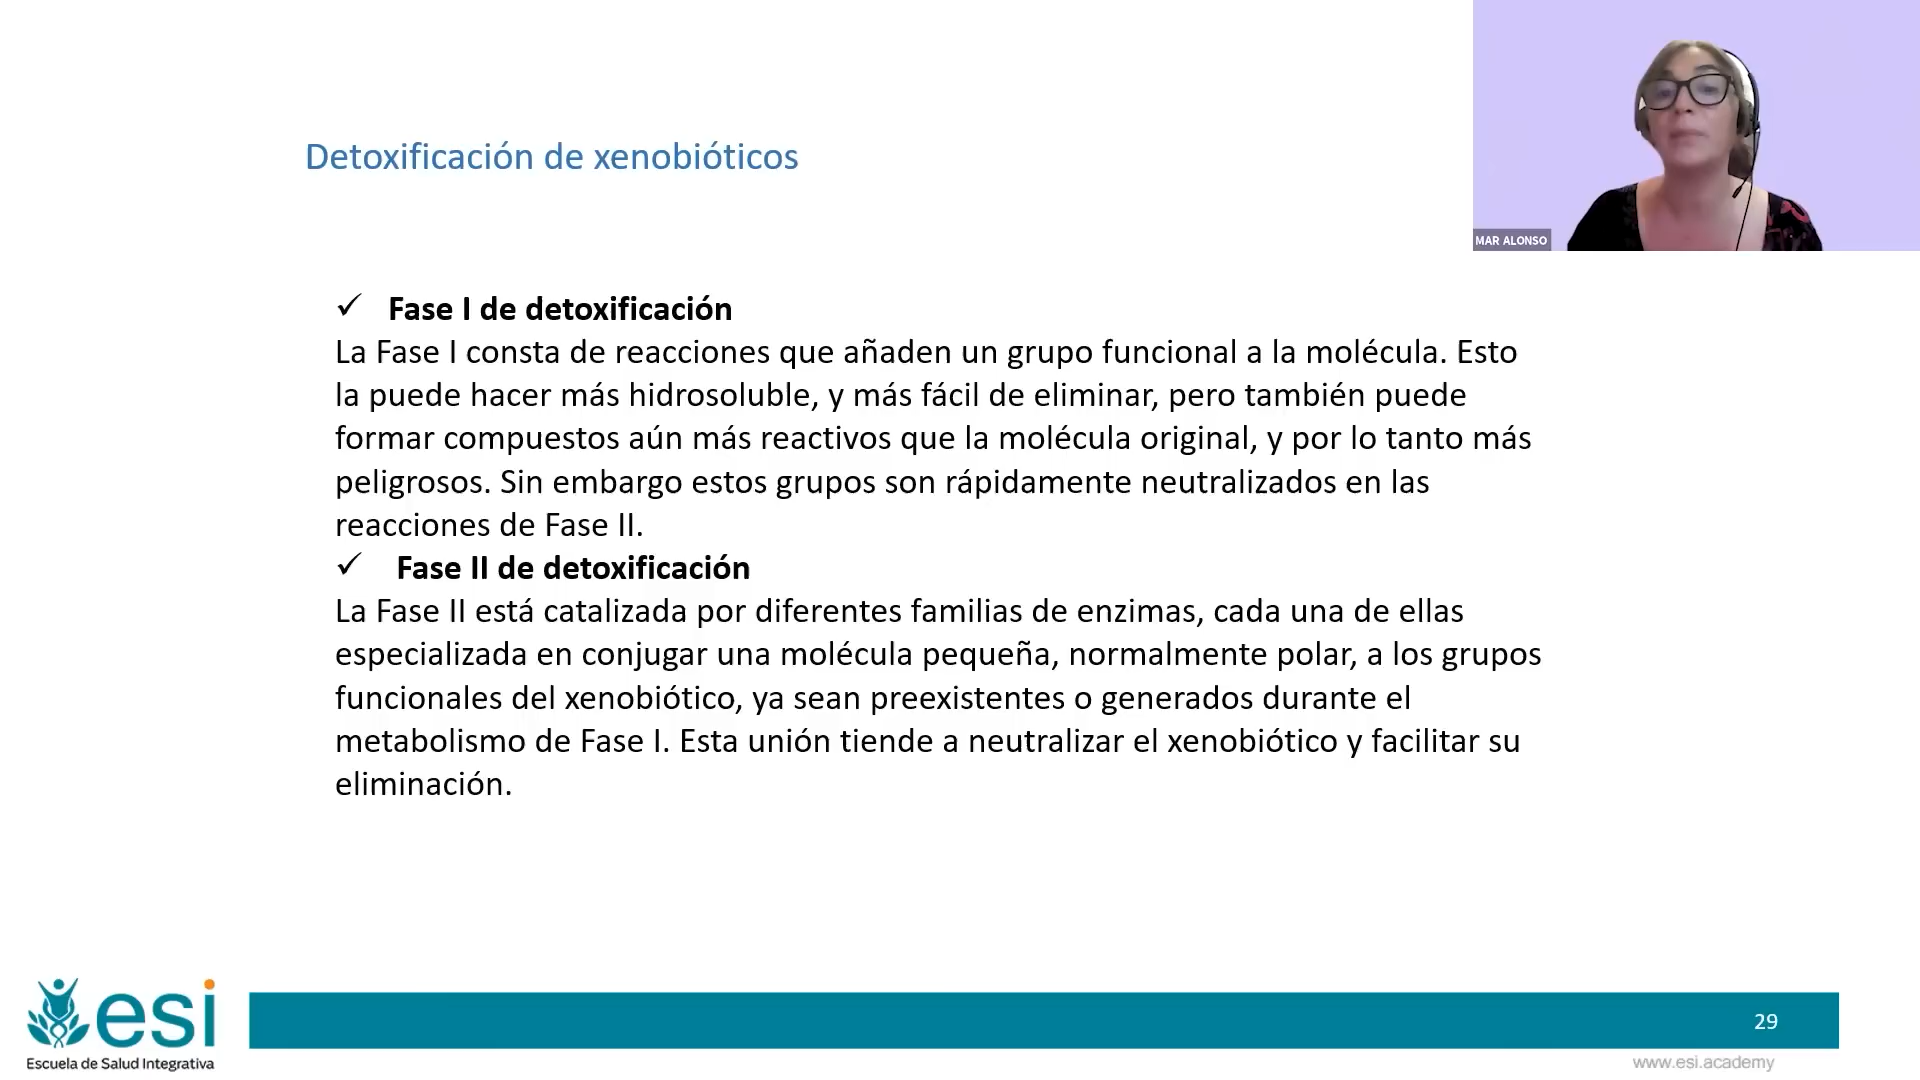 Detoxificación de xenobióticos
MAR ALONSO
✓ Fase I de detoxificación
La Fase I consta de reacciones que añaden un grupo funcional a la molécula. Esto
la puede hacer más hidrosoluble, y más fácil de eliminar, pero también puede
formar compuestos aún más reactivos que la molécula original, y por lo tanto más
peligrosos. Sin embargo estos grupos son rápidamente neutralizados en las
reacciones de Fase II.
✓ Fase II de detoxificación
La Fase II está catalizada por diferentes familias de enzimas, cada una de ellas
especializada en conjugar una molécula pequeña, normalmente polar, a los grupos
funcionales del xenobiótico, ya sean preexistentes o generados durante el
metabolismo de Fase I. Esta unión tiende a neutralizar el xenobiótico y facilitar su
eliminación.
esi
Escuela de Salud Integrativa
29
www.esi.academy